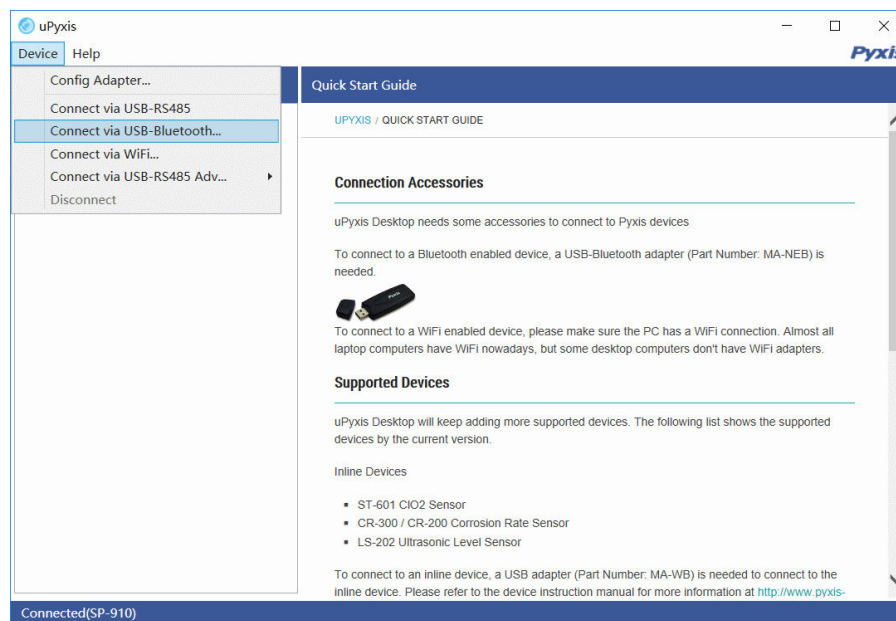 uPyxis
Device Help
Pyxis
Config Adapter...
Connect via USB-RS485
Connect via USB-Bluetooth...
Connect via WiFi...
Connect via USB-RS485 Adv...
Disconnect
Quick Start Guide
UPYXIS / QUICK START GUIDE
Connection Accessories
uPyxis Desktop needs some accessories to connect to Pyxis devices
To connect to a Bluetooth enabled device, a USB-Bluetooth adapter (Part Number: MA-NEB) is
needed.
Pyxis
To connect to a WiFi enabled device, please make sure the PC has a WiFi connection. Almost all
laptop computers have WiFi nowadays, but some desktop computers don't have WiFi adapters.
Supported Devices
uPyxis Desktop will keep adding more supported devices. The following list shows the supported
devices by the current version.
Inline Devices
ST-601 ClO2 Sensor
CR-300 / CR-200 Corrosion Rate Sensor
LS-202 Ultrasonic Level Sensor
To connect to an inline device, a USB adapter (Part Number: MA-WB) is needed to connect to the
inline device. Please refer to the device instruction manual for more information at http://www.pyxis-
Connected(SP-910)